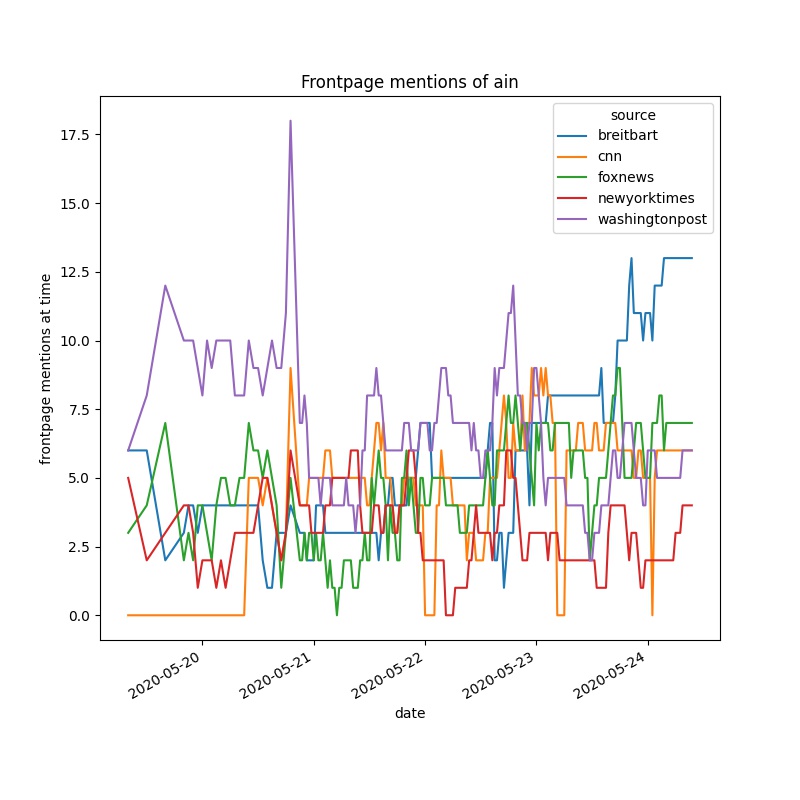 Frontpage mentions of ain
source
breitbart
cnn
foxnews
newyorktimes
washingtonpost
frontpage mentions at time
17.5
15.0
12.5
10.0
7.5
5.0
2.5
0.0
2020-05-20
2020-05-21
2020-05-22
2020-05-23
2020-05-24
date